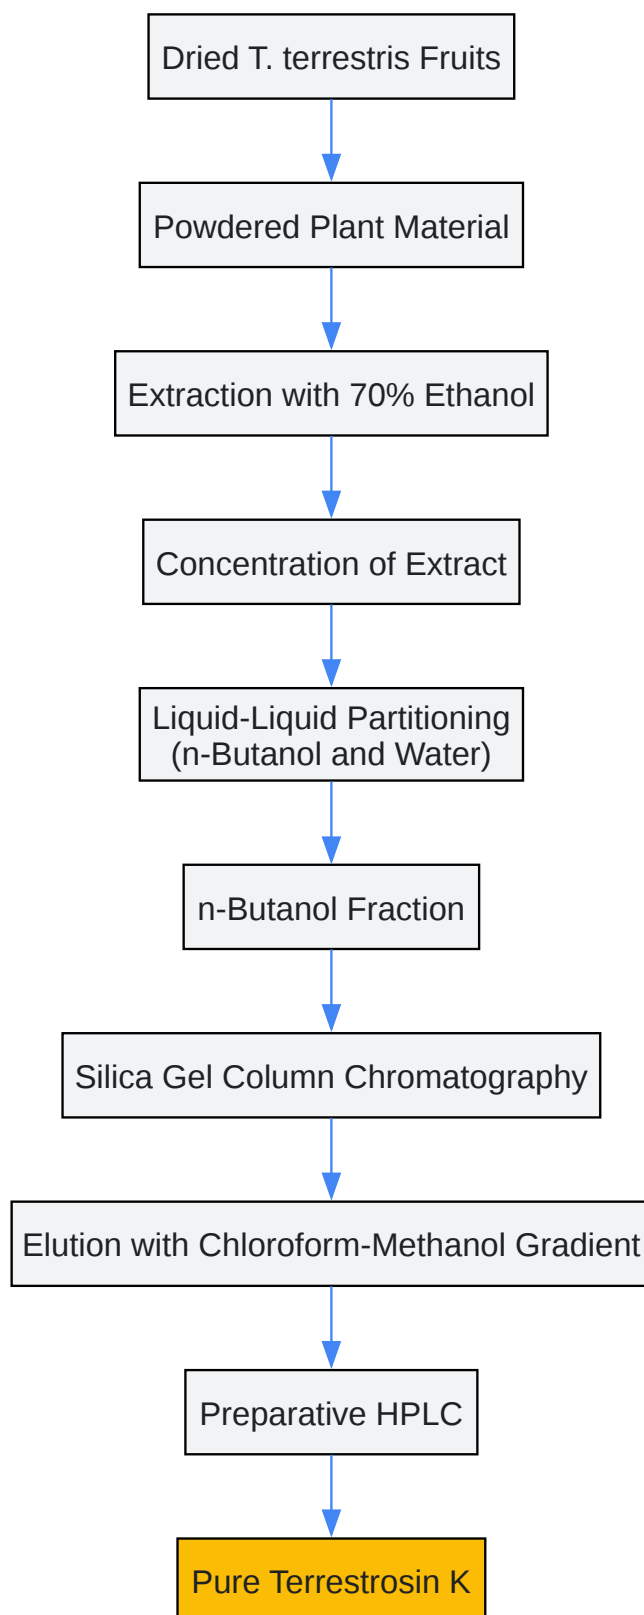 Dried T. terrestris Fruits
Powdered Plant Material
Extraction with 70% Ethanol
Concentration of Extract
Liquid-Liquid Partitioning
(n-Butanol and Water)
n-Butanol Fraction
Silica Gel Column Chromatography
Elution with Chloroform-Methanol Gradient
Preparative HPLC
Pure Terrestrosin K